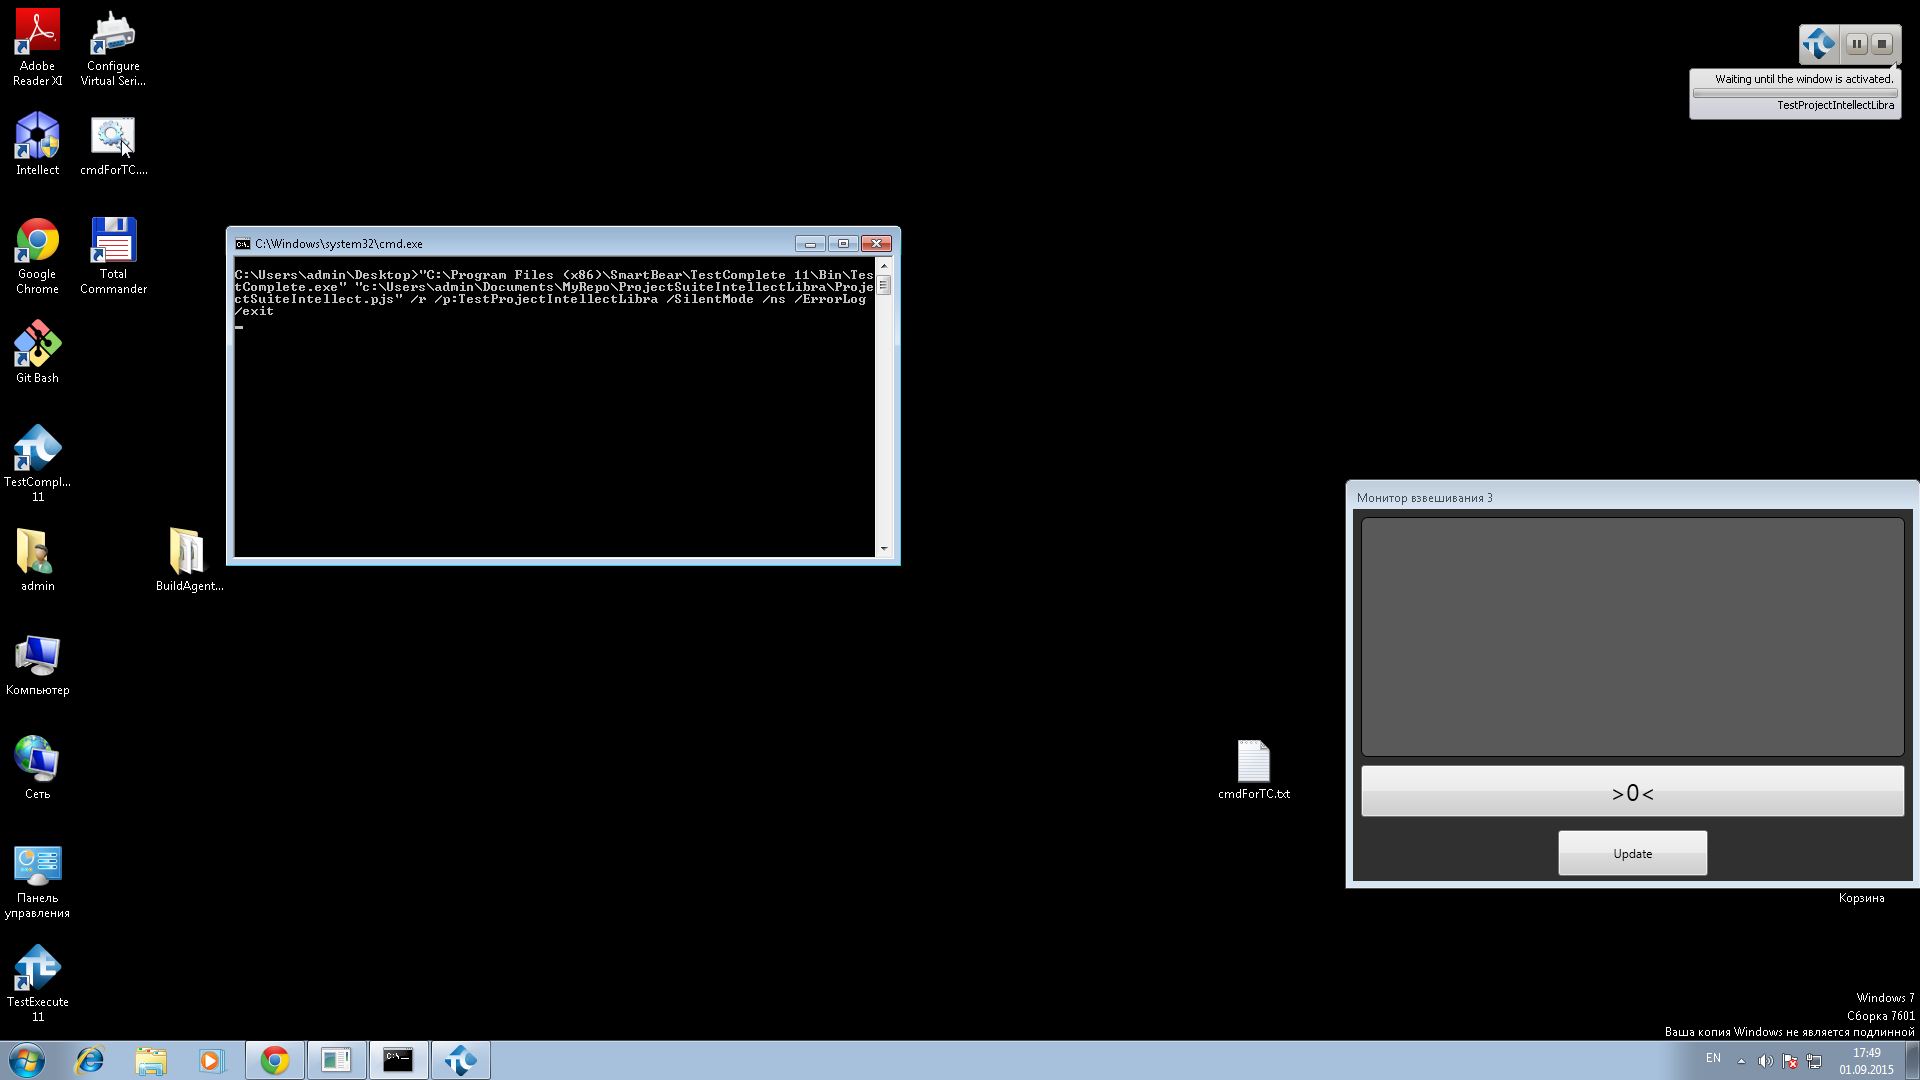 Adobe
Reader XI
Configure
Virtual Seri...
Intellect
cmdForTC....
Google
Chrome
Total
Commander
Git Bash
TestCompl...
11
admin
BuildAgent...
Компьютер
Сеть
Панель
управления
TestExecute
11
C:\Windows\system32\cmd.exe
C:\Users\admin\Desktop>"C:\Program Files (x86)\SmartBear\TestComplete 11\Bin\Tes
tComplete.exe" "c:\Users\admin\Documents\MyRepo\ProjectSuiteIntellectLibra\Proje
ctSuiteIntellect.pjs" /r /p:TestProjectIntellectLibra /SilentMode /ns /ErrorLog
/exit
Waiting until the window is activated.
TestProjectIntellectLibra
Монитор взвешивания 3
>0<
Update
cmdForTC.txt
Корзина
Windows 7
Сборка 7601
Ваша копия Windows не является подлинной
C:\
EN
17:49
01.09.2015